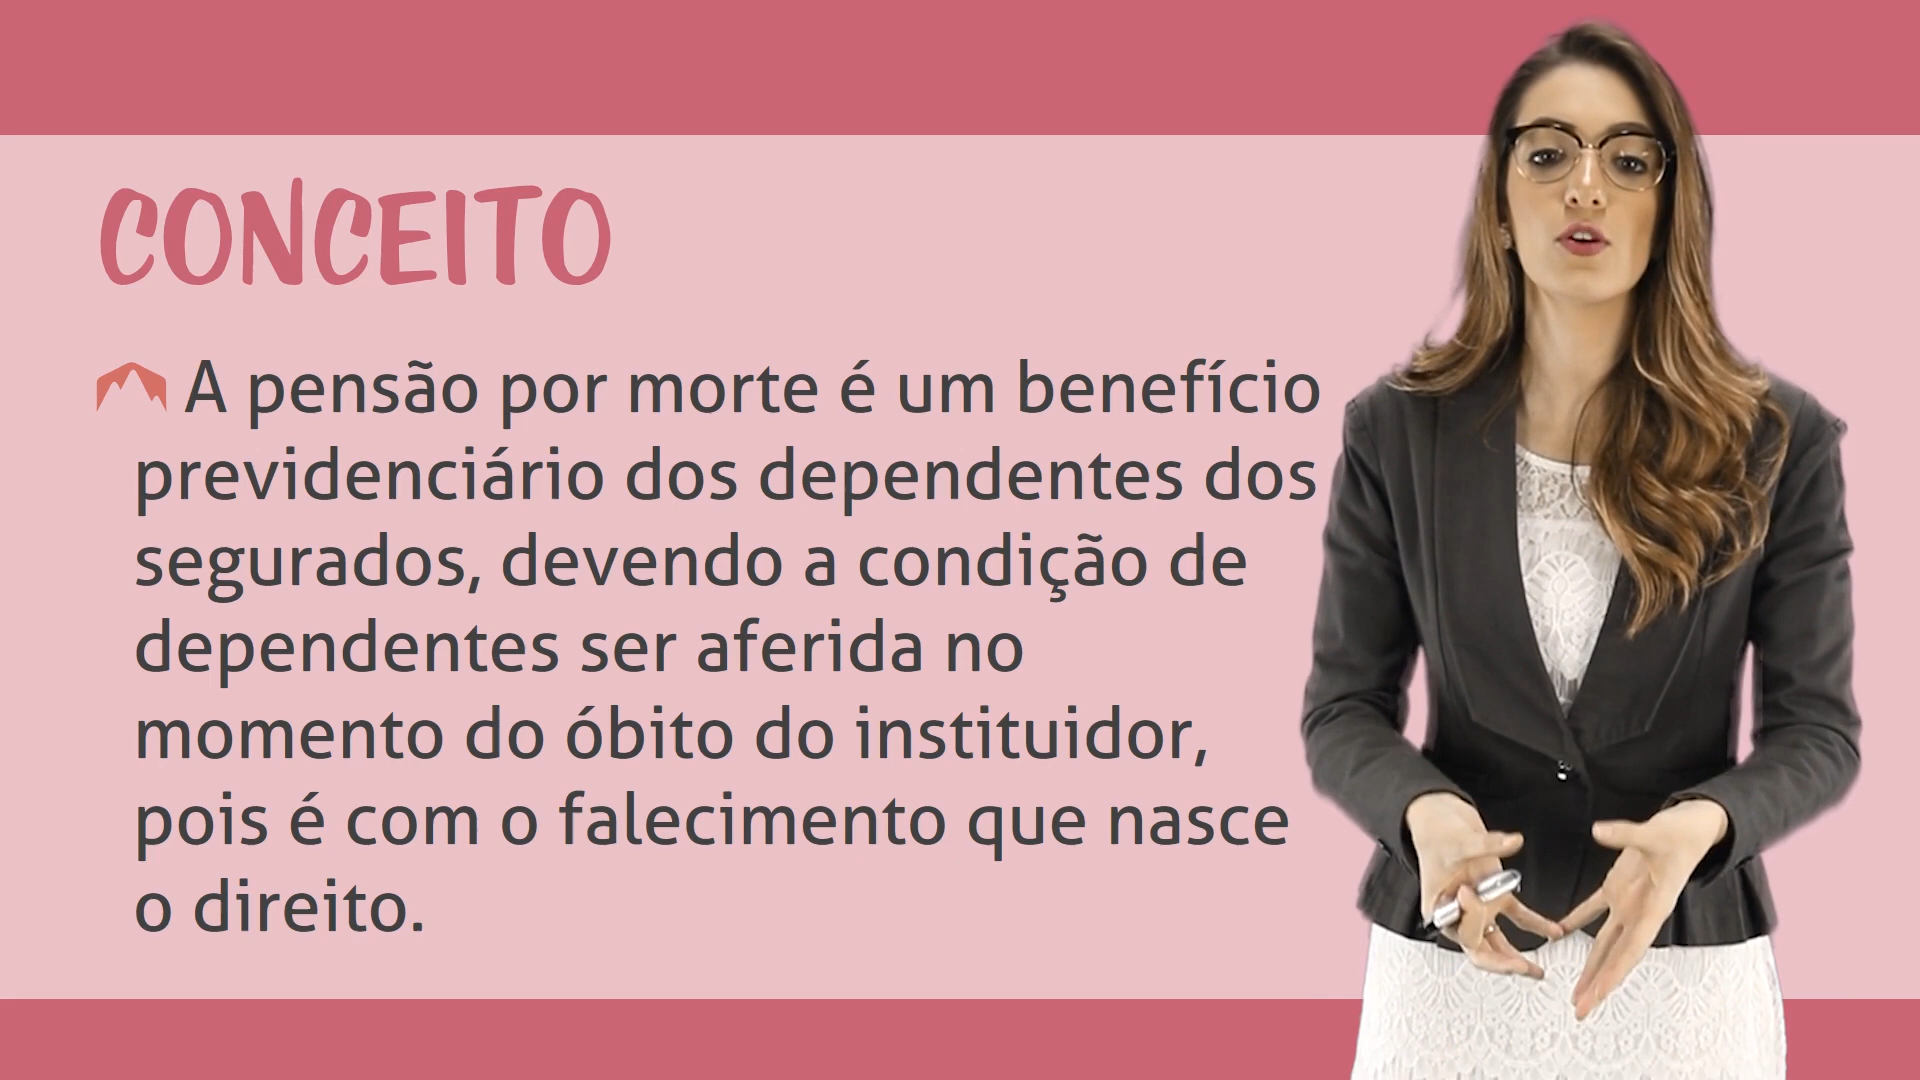 CONCEITO
A pensão por morte é um benefício
previdenciário dos dependentes dos
segurados, devendo a condição de
dependentes ser aferida no
momento do óbito do instituidor,
pois é com o falecimento que nasce
o direito.